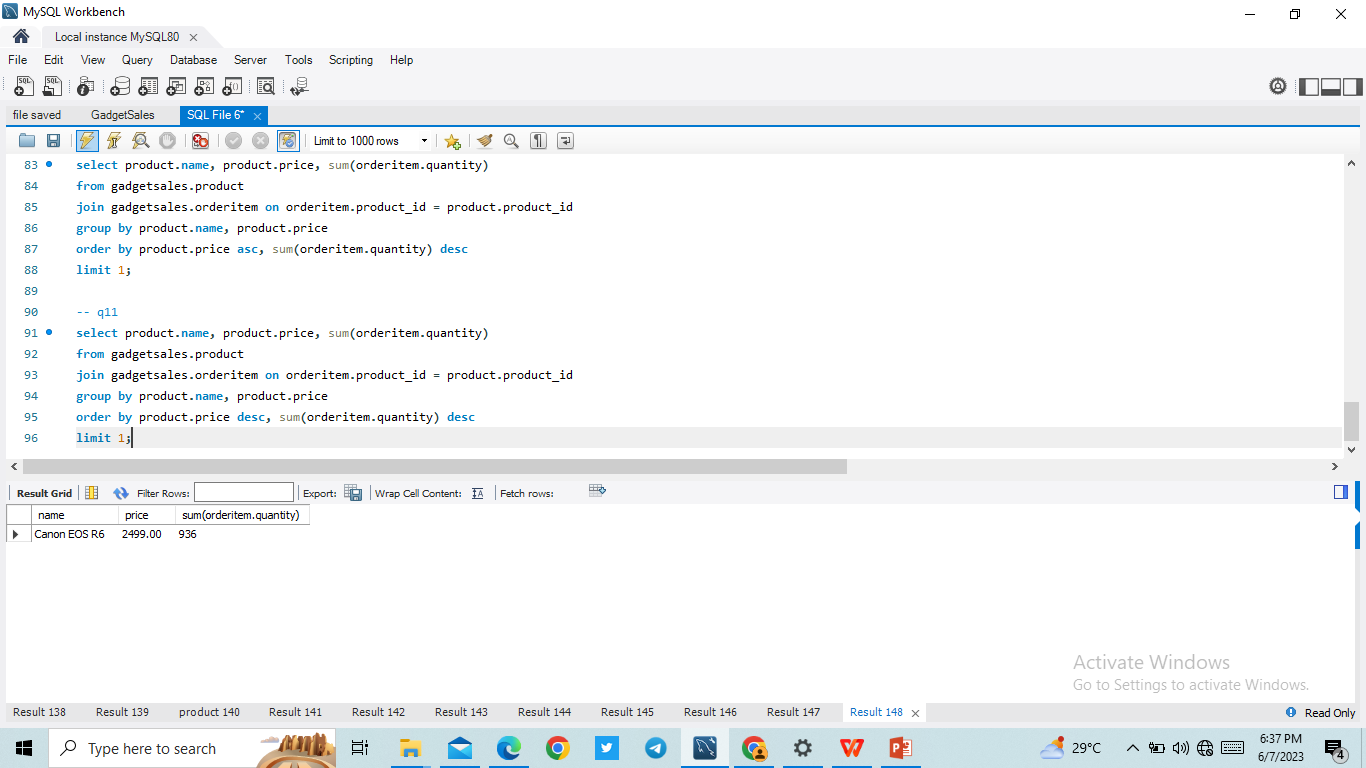 MySQL Workbench
Local instance MySQL80
File Edit View Query Database Server Tools Scripting Help
file saved GadgetSales SQL File 6*
Limit to 1000 rows
83 select product.name, product.price, sum(orderitem.quantity)
84 from gadgetsales.product
85 join gadgetsales.orderitem on orderitem.product_id = product.product_id
86 group by product.name, product.price
87 order by product.price asc, sum(orderitem.quantity) desc
88 limit 1;
89
90 -- q11
91 select product.name, product.price, sum(orderitem.quantity)
92 from gadgetsales.product
93 join gadgetsales.orderitem on orderitem.product_id = product.product_id
94 group by product.name, product.price
95 order by product.price desc, sum(orderitem.quantity) desc
96 limit 1;
Result Grid Filter Rows: Export: Wrap Cell Content: IA Fetch rows:
name price sum(orderitem.quantity)
Canon EOS R6 2499.00 936
Activate Windows
Go to Settings to activate Windows.
Result 138 Result 139 product 140 Result 141 Result 142 Result 143 Result 144 Result 145 Result 146 Result 147 Result 148 Read Only
Type here to search 29°C 6:37 PM
6/7/2023 4